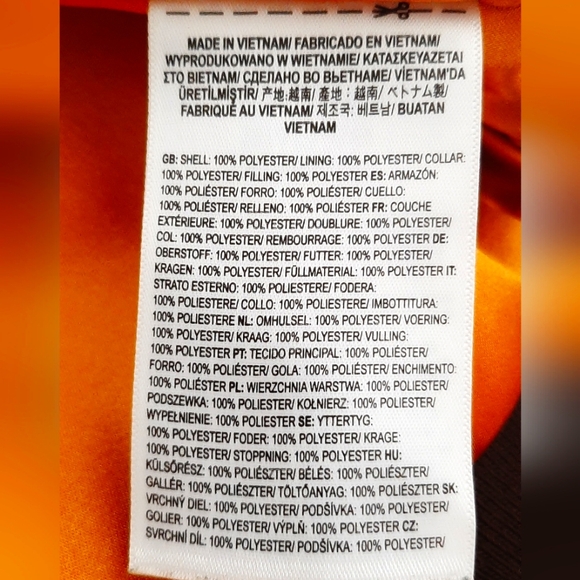 MADE IN VIETNAM/ FABRICADO EN VIETNAM/
WYPRODUKOWANO W WIETNAMIE/ ΚΑΤΑΣΚΕΥΑΖΕΤΑΙ
ΣΤΟ ΒΙΕΤΝΑΜ/ СДЕЛАНО ВО ВЬЕТНАМЕ/ VİETNAM'DA
ÜRETİLMİŞTİR/ 产地:越南/ 產地：越南/ ベトナム製/
FABRIQUÉ AU VIETNAM/ 제조국: 베트남/ BUATAN
VIETNAM
GB: SHELL: 100% POLYESTER/ LINING: 100% POLYESTER/ COLLAR:
100% POLYESTER/ FILLING: 100% POLYESTER ES: ARMAZÓN:
100% POLIÉSTER/ FORRO: 100% POLIÉSTER/ CUELLO:
100% POLIÉSTER/ RELLENO: 100% POLIÉSTER FR: COUCHE
EXTÉRIEURE: 100% POLYESTER/ DOUBLURE: 100% POLYESTER/
COL: 100% POLYESTER/ REMBOURRAGE: 100% POLYESTER DE:
OBERSTOFF: 100% POLYESTER/ FUTTER: 100% POLYESTER/
KRAGEN: 100% POLYESTER/ FÜLLMATERIAL: 100% POLYESTER IT:
STRATO ESTERNO: 100% POLIESTERE/ FODERA:
100% POLIESTERE/ COLLO: 100% POLIESTERE/ IMBOTTITURA:
100% POLIESTERE NL: OMHULSEL: 100% POLYESTER/ VOERING:
100% POLYESTER/ KRAAG: 100% POLYESTER/ VULLING:
100% POLYESTER PT: TECIDO PRINCIPAL: 100% POLIÉSTER/
FORRO: 100% POLIÉSTER/ GOLA: 100% POLIÉSTER/ ENCHIMENTO:
100% POLIÉSTER PL: WIERZCHNIA WARSTWA: 100% POLIESTER/
PODSZEWKA: 100% POLIESTER/ KOŁNIERZ: 100% POLIESTER/
WYPEŁNIENIE: 100% POLIESTER SE: YTTERTYG:
100% POLYESTER/ FODER: 100% POLYESTER/ KRAGE:
100% POLYESTER/ STOPPNING: 100% POLYESTER HU:
KÜLSŐRÉSZ: 100% POLIÉSZTER/ BÉLÉS: 100% POLIÉSZTER/
GALLÉR: 100% POLIÉSZTER/ TÖLTŐANYAG: 100% POLIÉSZTER SK:
VRCHNÝ DIEL: 100% POLYESTER/ PODŠÍVKA: 100% POLYESTER/
GOLIER: 100% POLYESTER/ VÝPLŇ: 100% POLYESTER CZ:
SVRCHNÍ DÍL: 100% POLYESTER/ PODŠÍVKA: 100% POLYESTER/